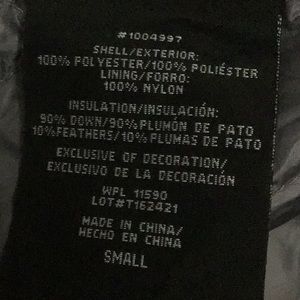 #1004997
SHELL/EXTERIOR:
100% POLYESTER/100% POLIÉSTER
LINING/FORRO:
100% NYLON
INSULATION/INSULACIÓN:
90% DOWN/90% PLUMÓN DE PATO
10%FEATHERS/10% PLUMAS DE PATO
EXCLUSIVE OF DECORATION/
EXCLUSIVO DE LA DECORACIÓN
WPL 11590
LOT#T162421
MADE IN CHINA/
HECHO EN CHINA
SMALL